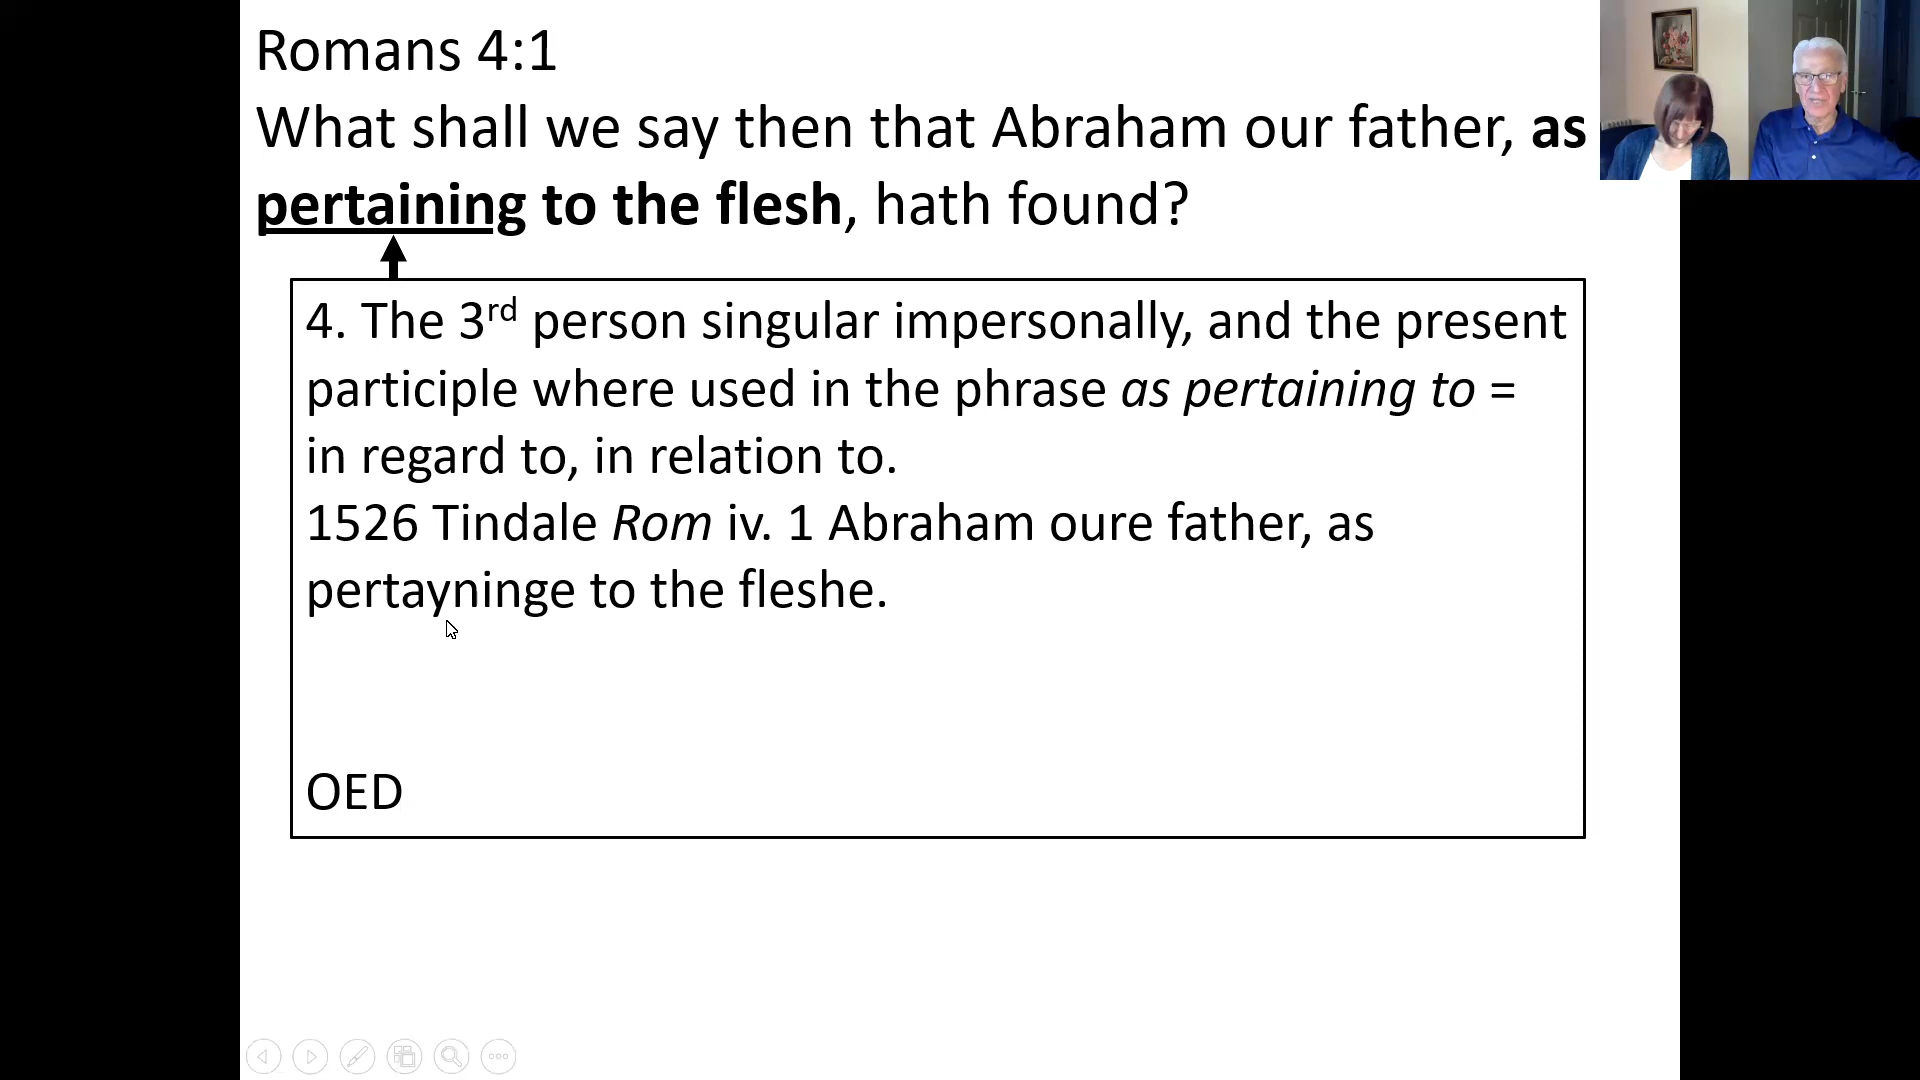 Romans 4:1
What shall we say then that Abraham our father, as
pertaining to the flesh, hath found?
4. The 3rd person singular impersonally, and the present
participle where used in the phrase as pertaining to =
in regard to, in relation to.
1526 Tindale Rom iv. 1 Abraham oure father, as
pertayninge to the fleshe.
OED